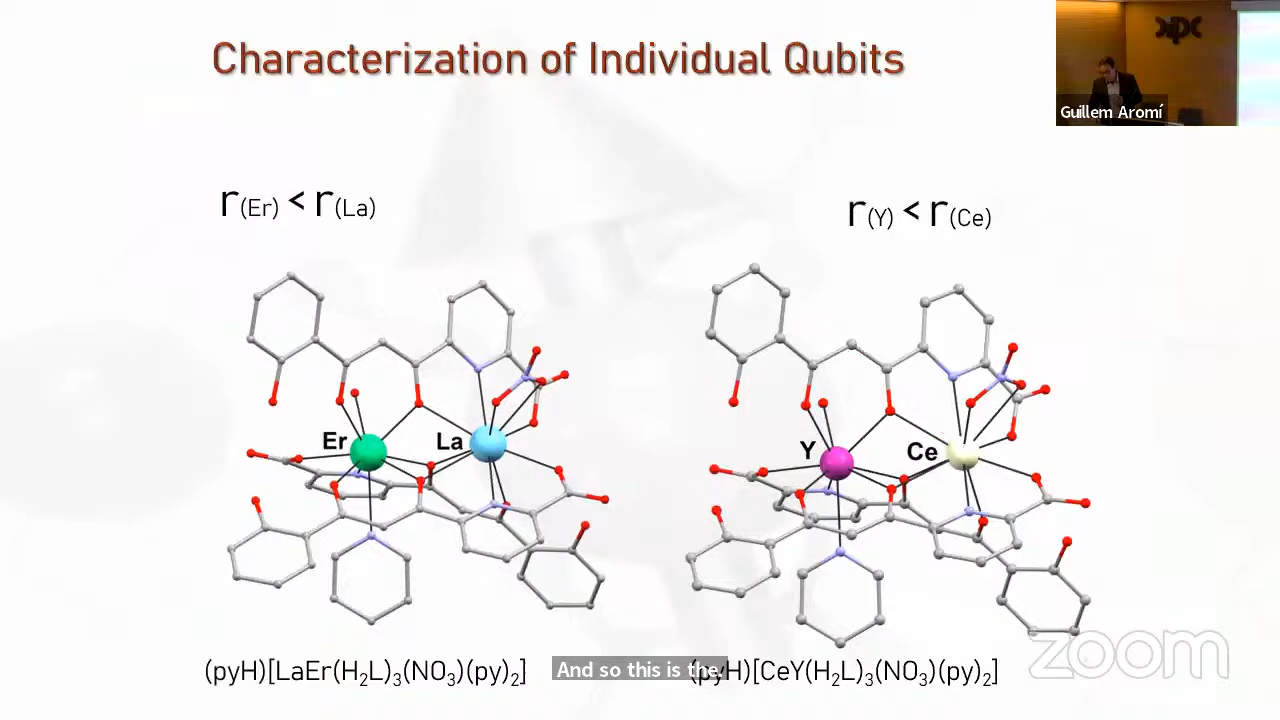 Characterization of Individual Qubits
Guillem Aromí
r(Er) < r(La)
r(Y) < r(Ce)
Er
La
Y
Ce
(pyH)[LaEr(H₂L)₃(NO₃)(py)₂]
And so this is the
(pyH)[CeY(H₂L)₃(NO₃)(py)₂]
zoom